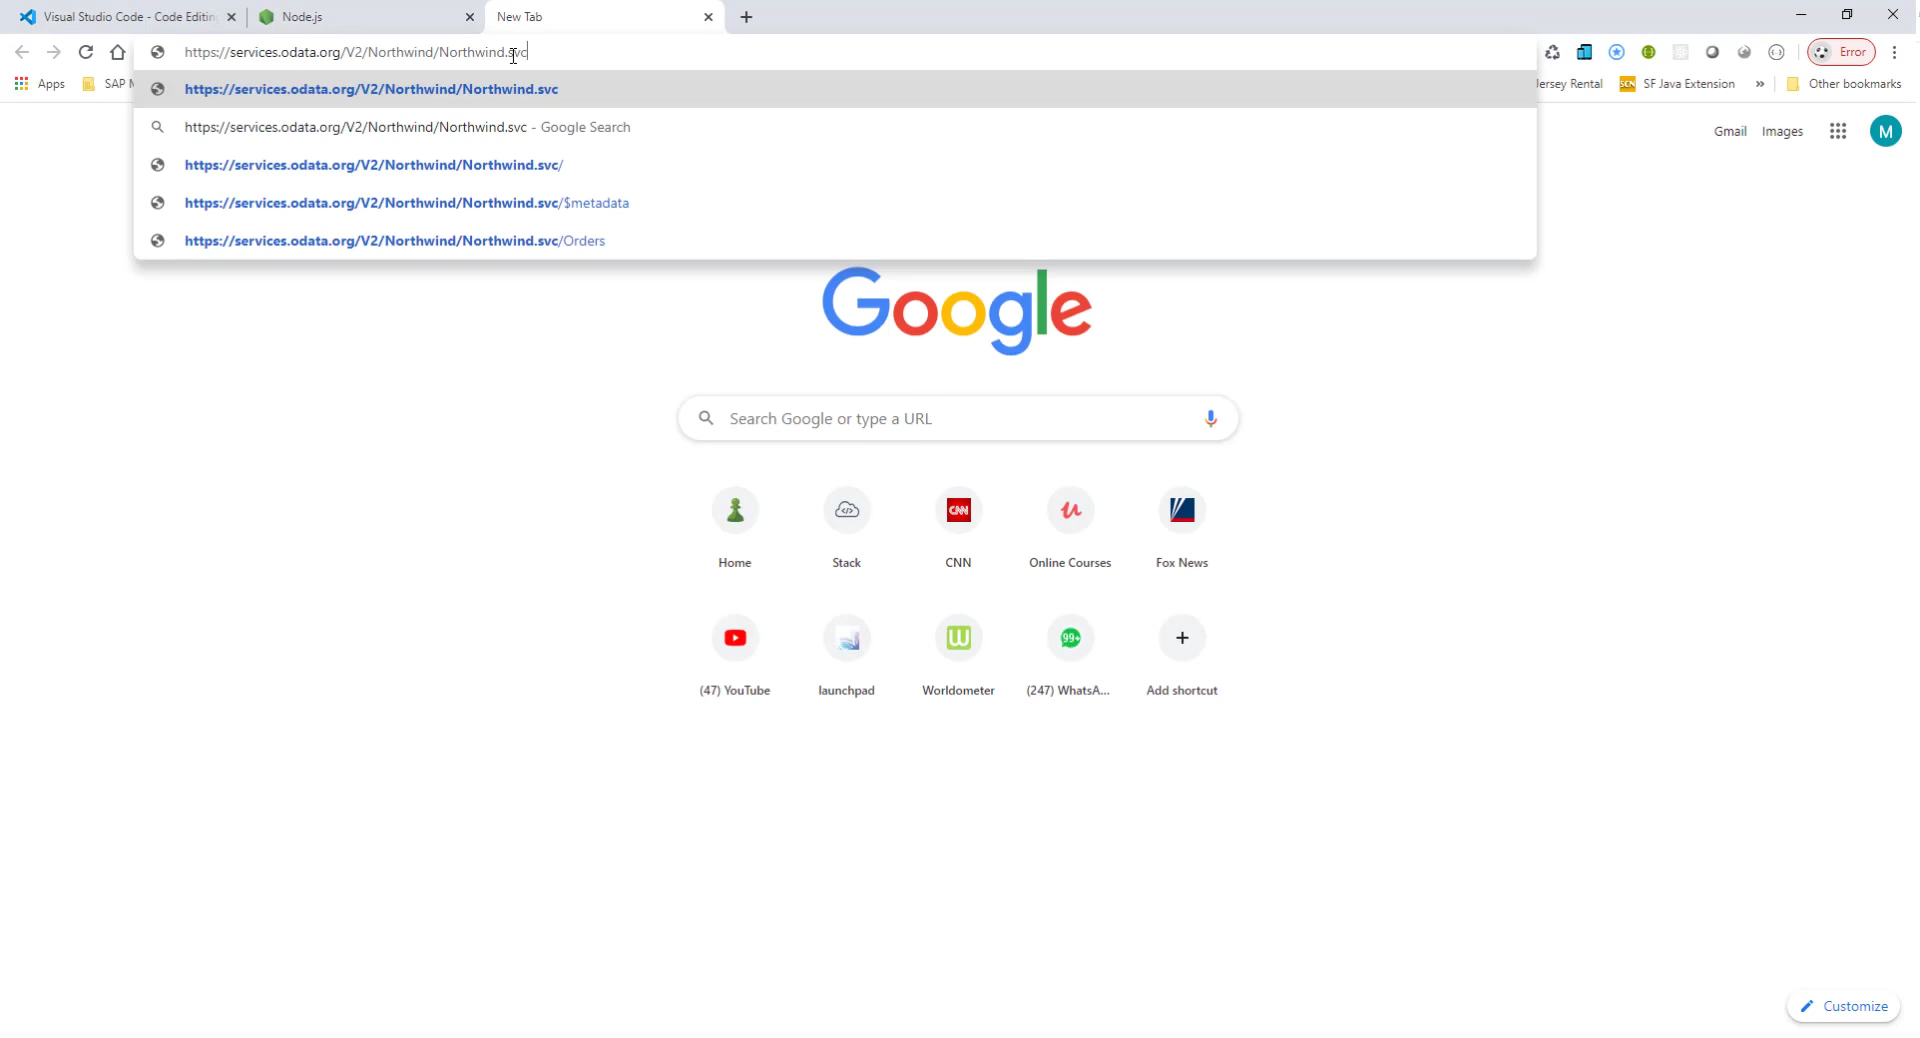 Visual Studio Code - Code Editin
Node.js
New Tab
https://services.odata.org/V2/Northwind/Northwind.svc
Error
Apps
SAP M
Jersey Rental
SCN SF Java Extension
»
Other bookmarks
https://services.odata.org/V2/Northwind/Northwind.svc
https://services.odata.org/V2/Northwind/Northwind.svc - Google Search
https://services.odata.org/V2/Northwind/Northwind.svc/
https://services.odata.org/V2/Northwind/Northwind.svc/$metadata
https://services.odata.org/V2/Northwind/Northwind.svc/Orders
Gmail Images M
Google
Search Google or type a URL
CNN
Home Stack CNN Online Courses Fox News
99+
(47) YouTube launchpad Worldometer (247) WhatsA... Add shortcut
Customize